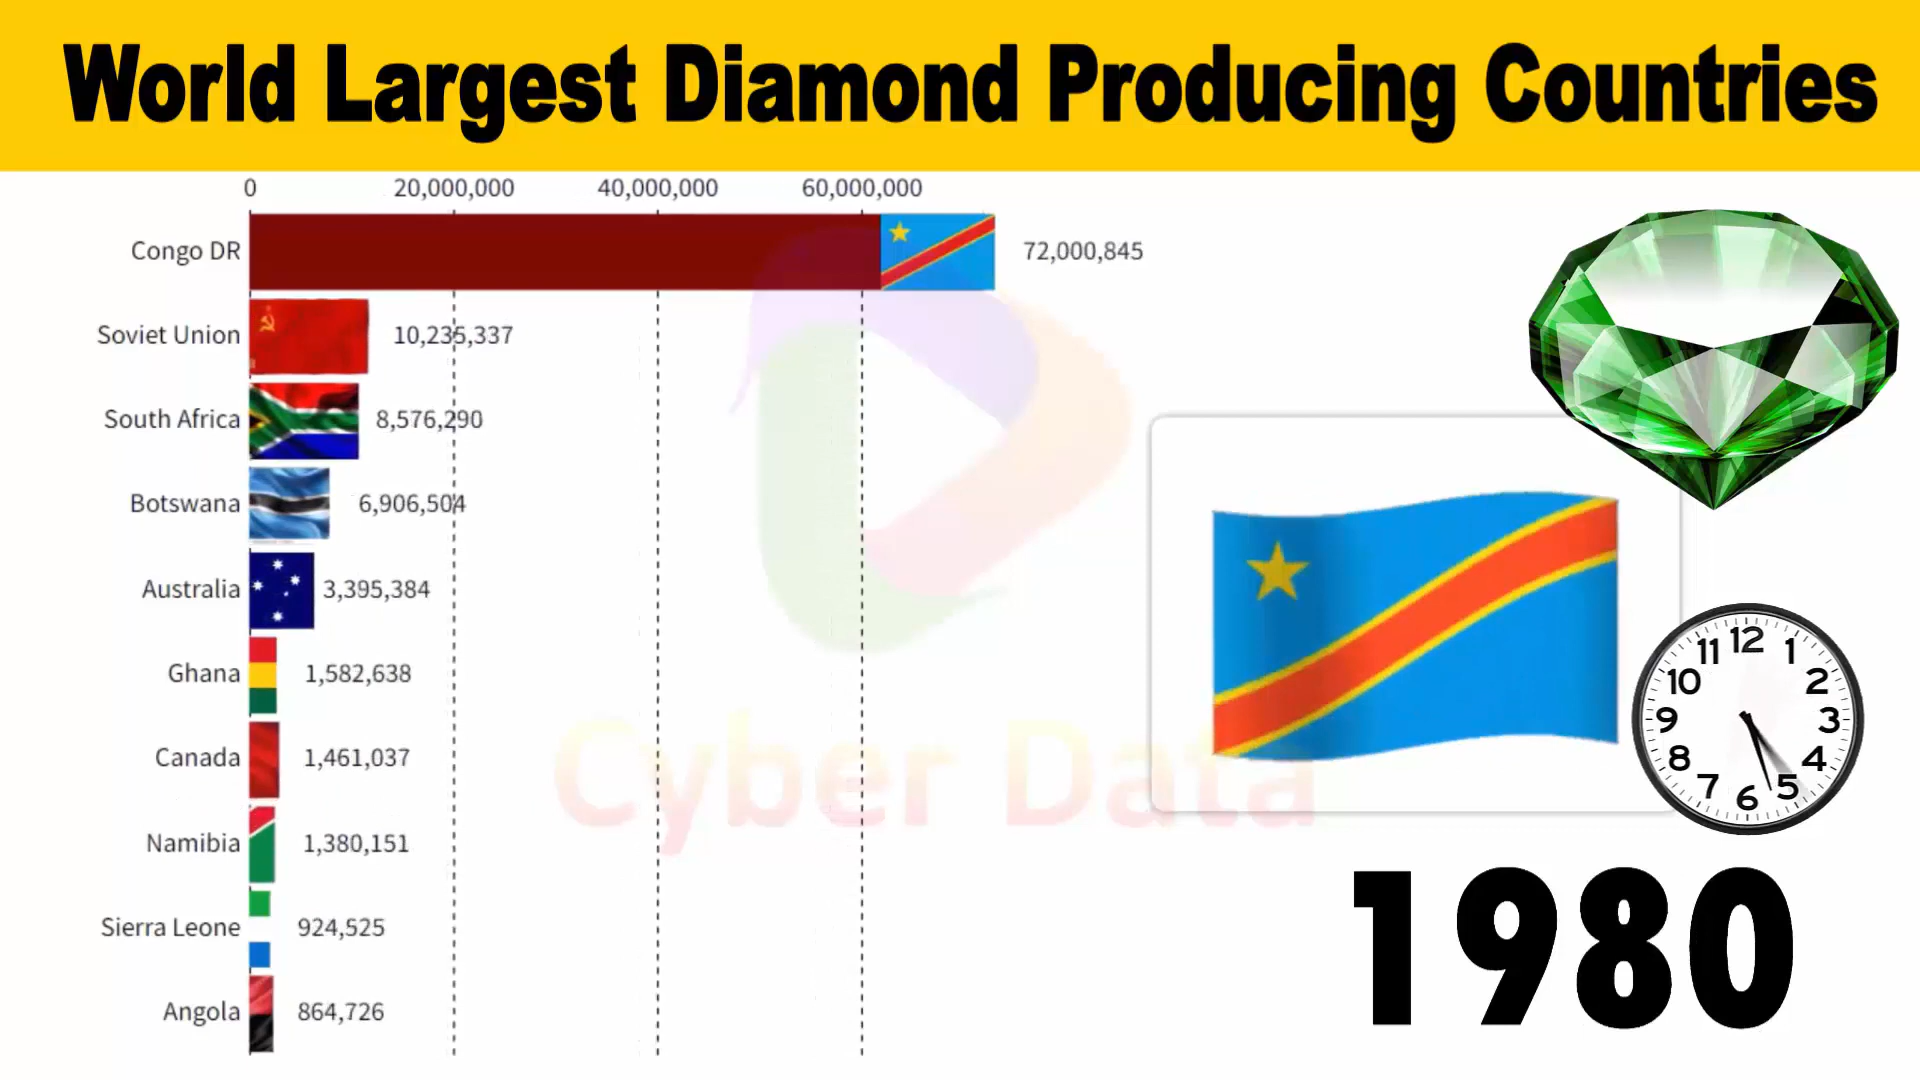 World Largest Diamond Producing Countries
0 20,000,000 40,000,000 60,000,000
Congo DR 72,000,845
Soviet Union 10,235,337
South Africa 8,576,290
Botswana 6,906,504
Australia 3,395,384
Ghana 1,582,638
Canada 1,461,037
Namibia 1,380,151
Sierra Leone 924,525
Angola 864,726
Cyber Data
12 1 2 3 4 5 6 7 8 9 10 11
1980